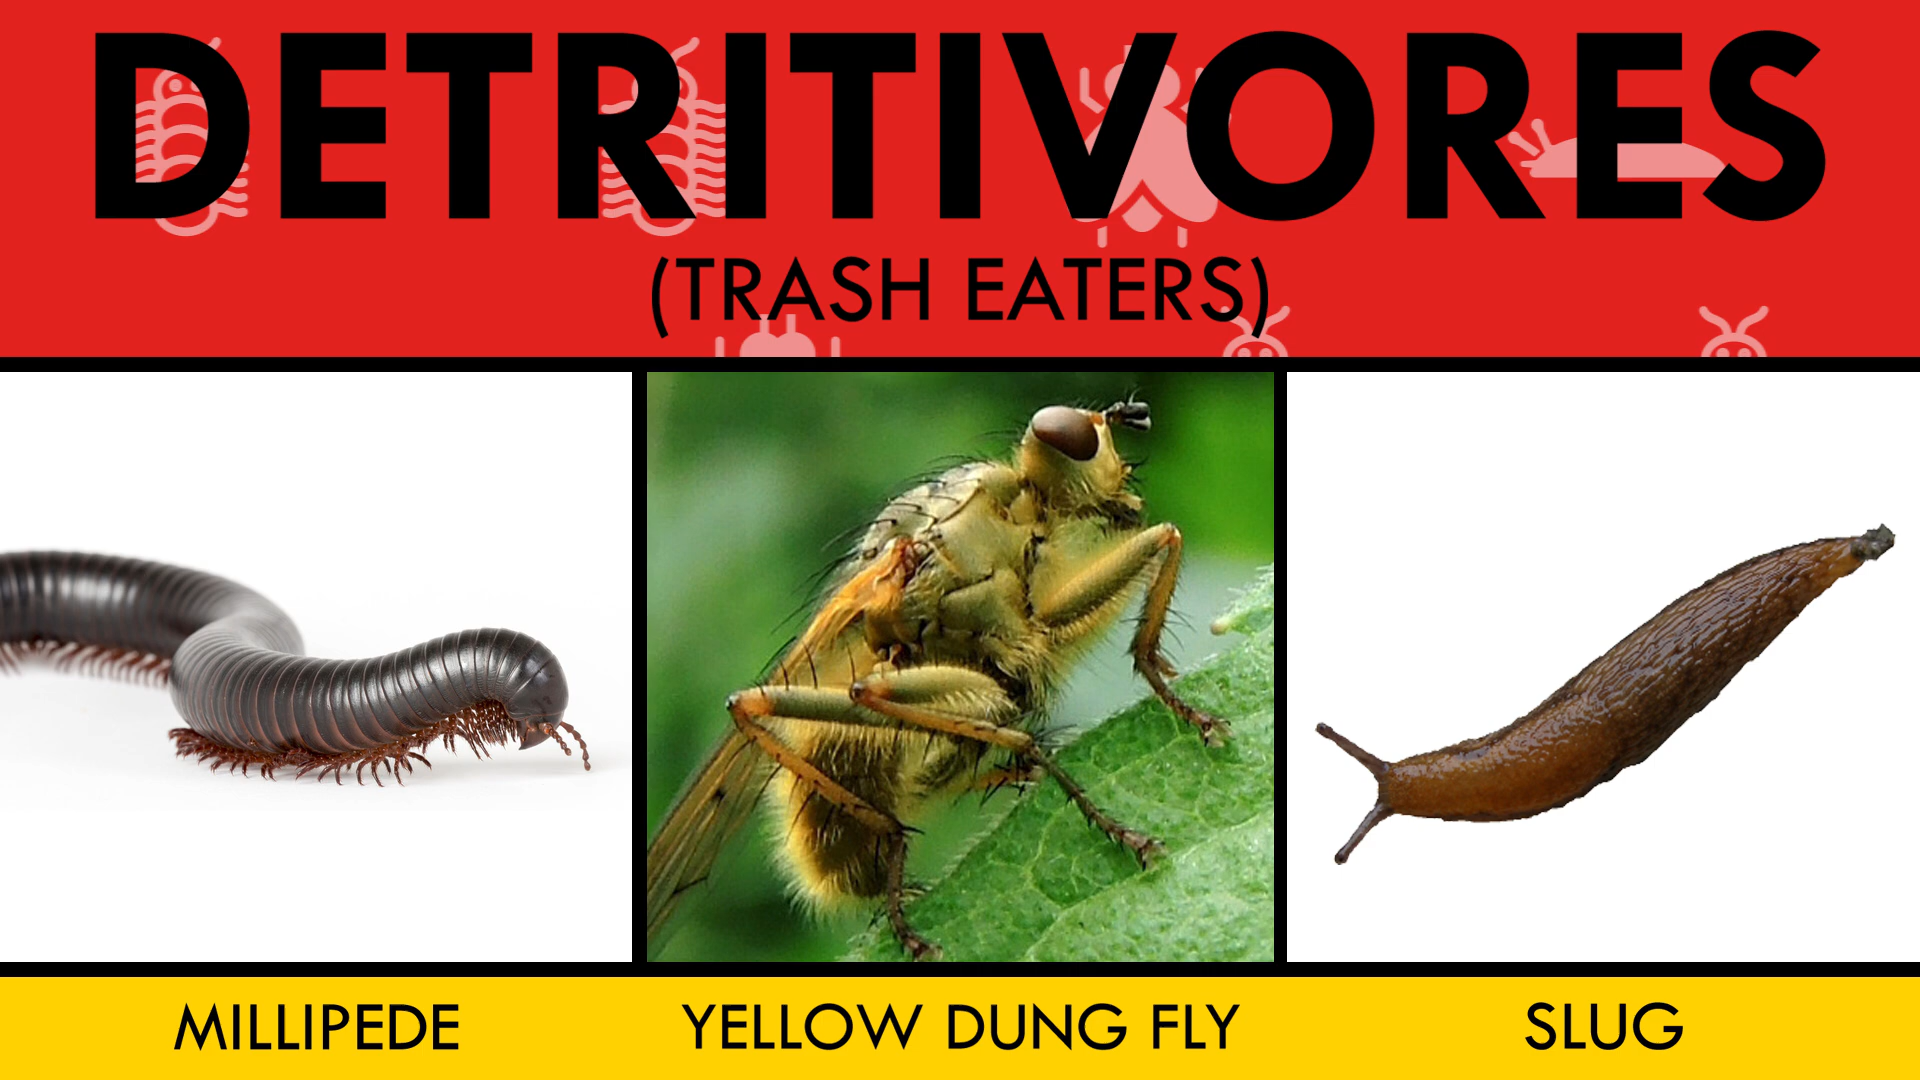 DETRITIVORES
(TRASH EATERS)
MILLIPEDE
YELLOW DUNG FLY
SLUG